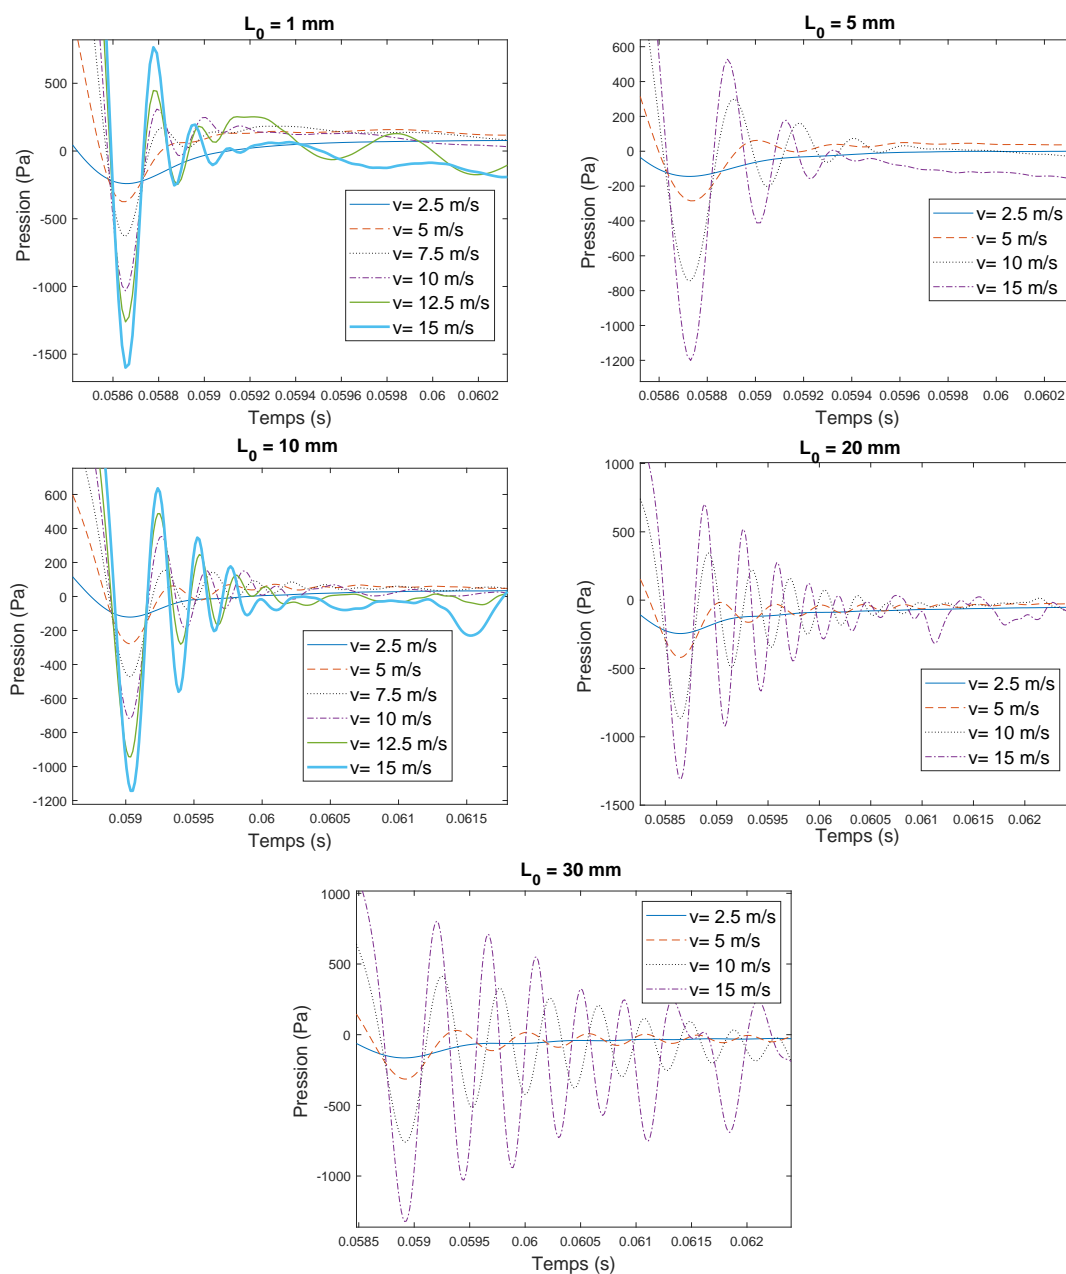 L₀ = 1 mm
Pression (Pa)
500
0
-500
-1000
-1500
v= 2.5 m/s
v= 5 m/s
v= 7.5 m/s
v= 10 m/s
v= 12.5 m/s
v= 15 m/s
0.0586 0.0588 0.059 0.0592 0.0594 0.0596 0.0598 0.06 0.0602
Temps (s)
L₀ = 5 mm
Pression (Pa)
600
400
200
0
-200
-400
-600
-800
-1000
-1200
v= 2.5 m/s
v= 5 m/s
v= 10 m/s
v= 15 m/s
0.0586 0.0588 0.059 0.0592 0.0594 0.0596 0.0598 0.06 0.0602
Temps (s)
L₀ = 10 mm
Pression (Pa)
600
400
200
0
-200
-400
-600
-800
-1000
-1200
v= 2.5 m/s
v= 5 m/s
v= 7.5 m/s
v= 10 m/s
v= 12.5 m/s
v= 15 m/s
0.059 0.0595 0.06 0.0605 0.061 0.0615
Temps (s)
L₀ = 20 mm
Pression (Pa)
1000
500
0
-500
-1000
-1500
v= 2.5 m/s
v= 5 m/s
v= 10 m/s
v= 15 m/s
0.0585 0.059 0.0595 0.06 0.0605 0.061 0.0615 0.062
Temps (s)
L₀ = 30 mm
Pression (Pa)
1000
500
0
-500
-1000
v= 2.5 m/s
v= 5 m/s
v= 10 m/s
v= 15 m/s
0.0585 0.059 0.0595 0.06 0.0605 0.061 0.0615 0.062
Temps (s)